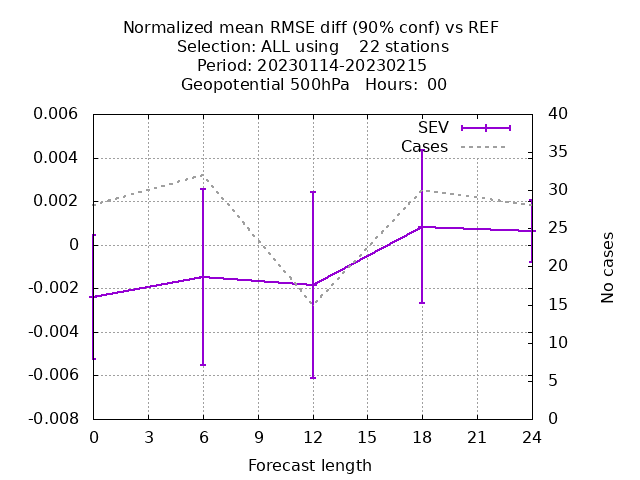 Normalized mean RMSE diff (90% conf) vs REF
Selection: ALL using    22 stations
Period: 20230114-20230215
Geopotential 500hPa   Hours:  00
SEV
Cases
0.006
0.004
0.002
0
-0.002
-0.004
-0.006
-0.008
40
35
30
25
20
15
10
5
0
No cases
0 3 6 9 12 15 18 21 24
Forecast length